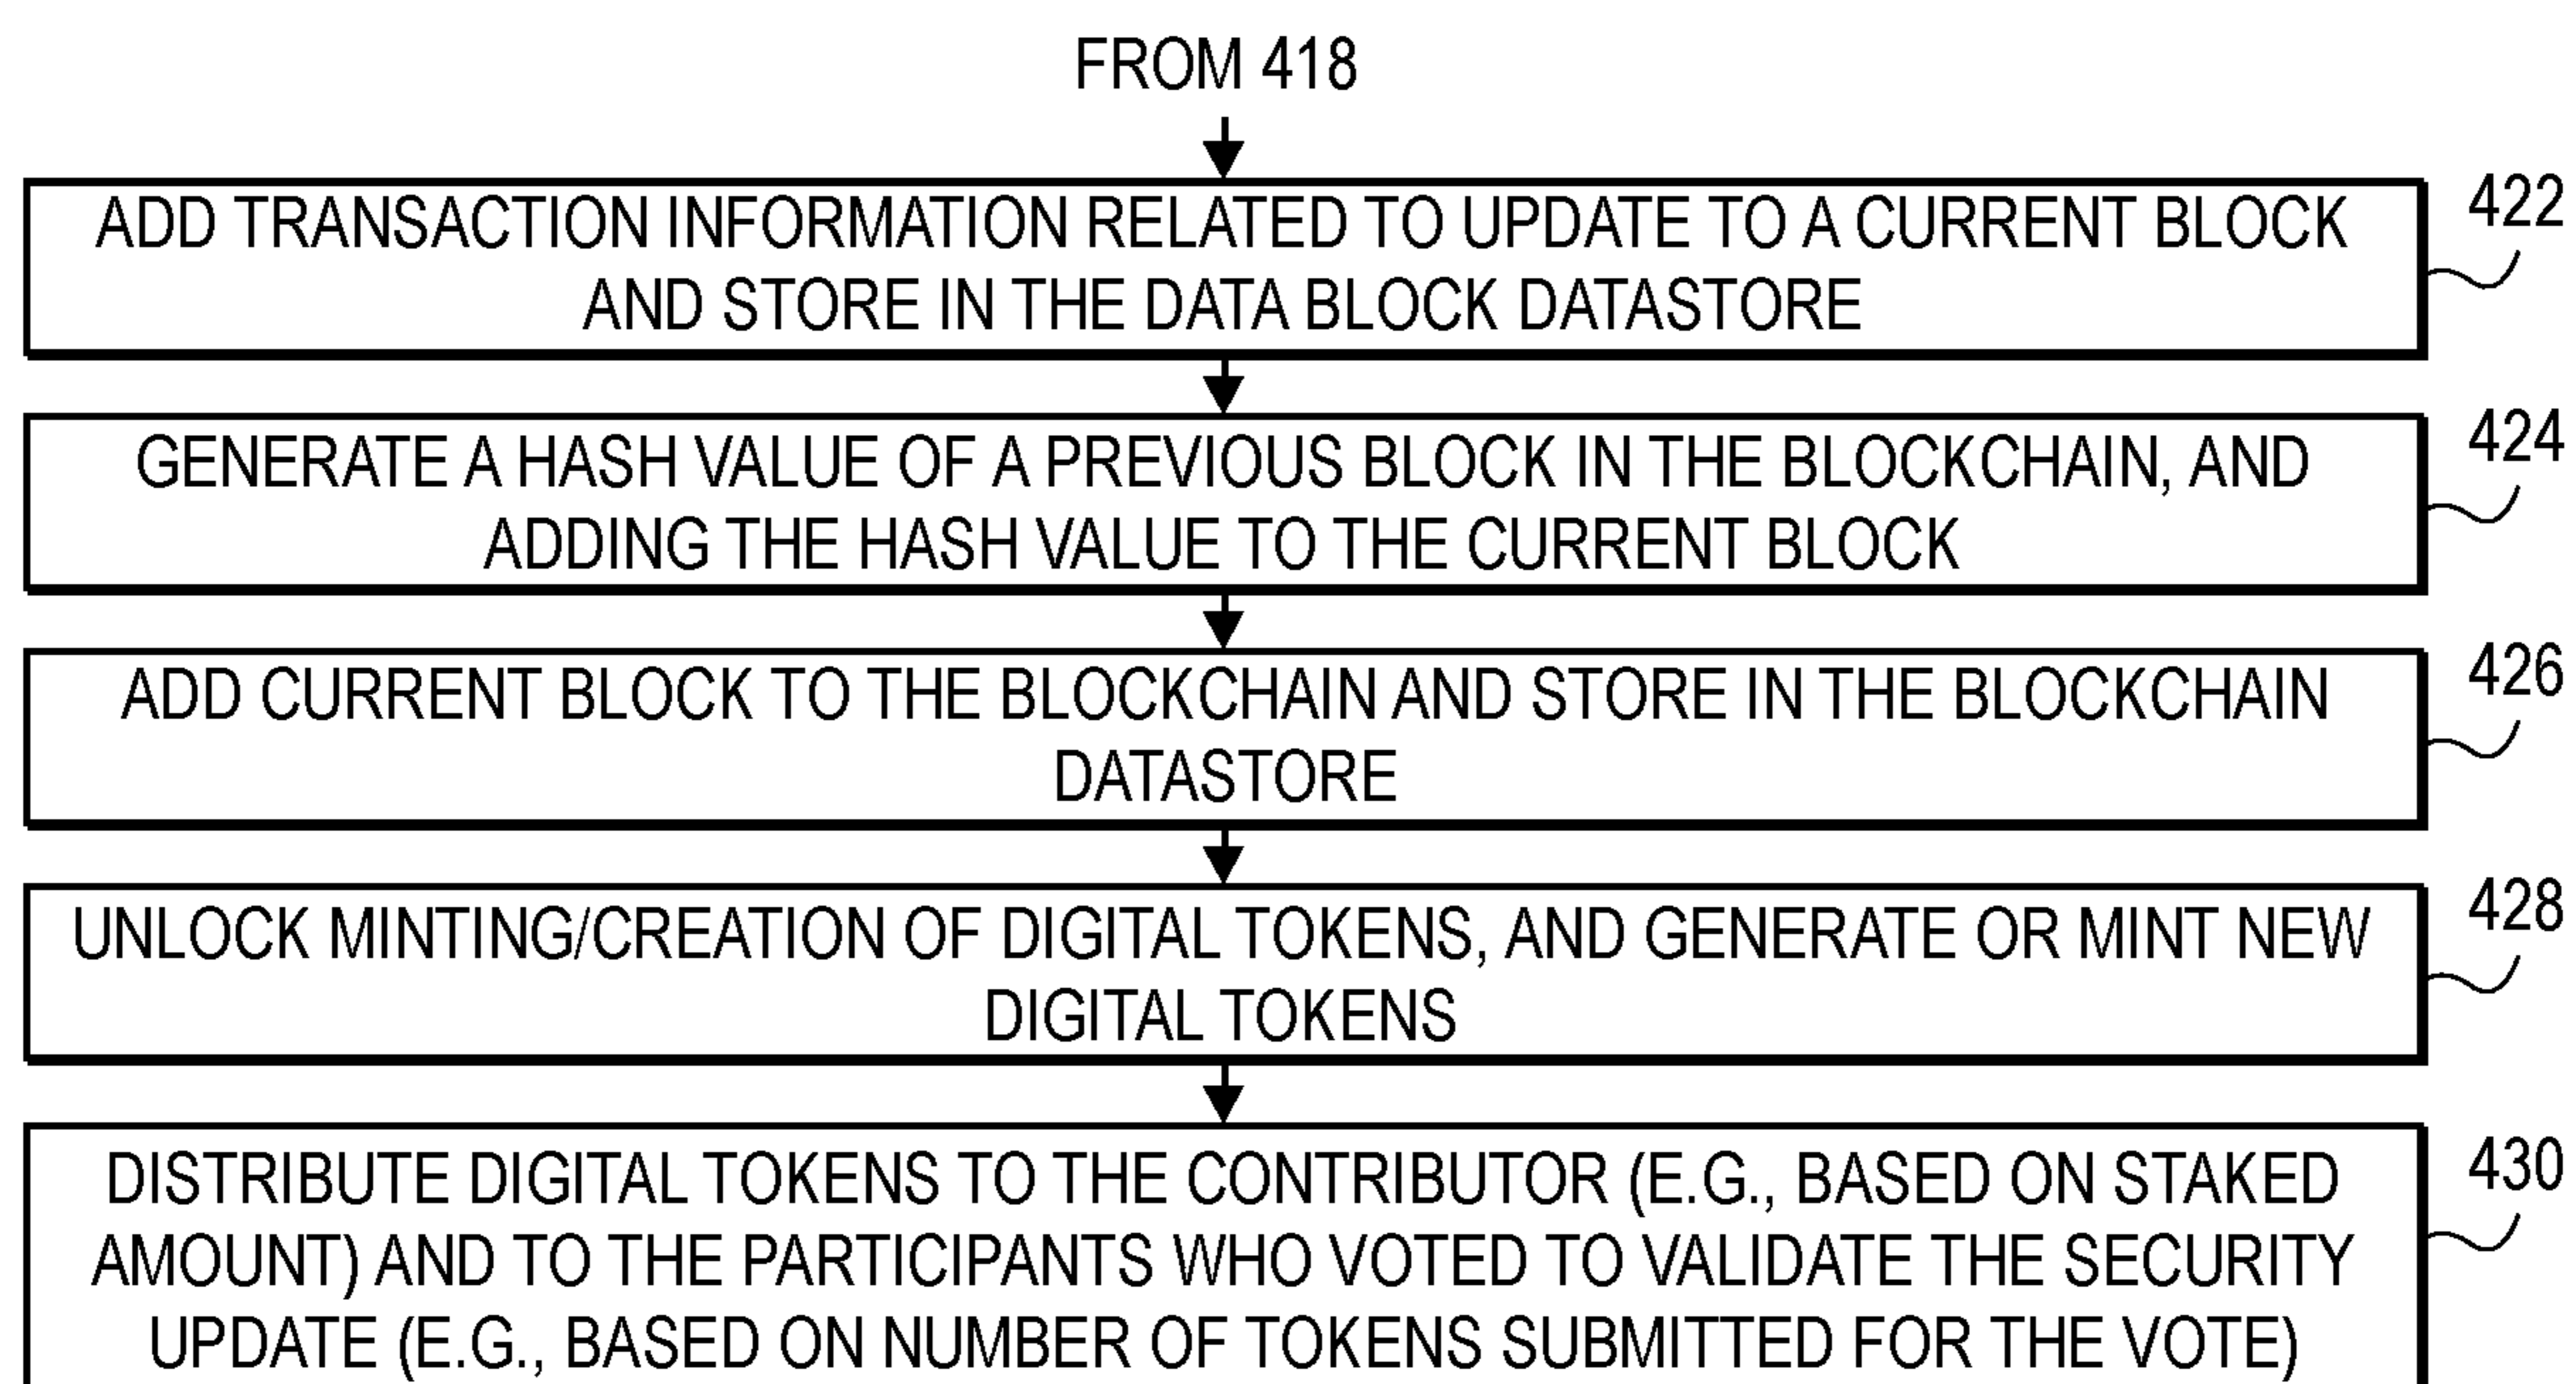 FROM 418
ADD TRANSACTION INFORMATION RELATED TO UPDATE TO A CURRENT BLOCK
AND STORE IN THE DATA BLOCK DATASTORE
422
GENERATE A HASH VALUE OF A PREVIOUS BLOCK IN THE BLOCKCHAIN, AND
ADDING THE HASH VALUE TO THE CURRENT BLOCK
424
ADD CURRENT BLOCK TO THE BLOCKCHAIN AND STORE IN THE BLOCKCHAIN
DATASTORE
426
UNLOCK MINTING/CREATION OF DIGITAL TOKENS, AND GENERATE OR MINT NEW
DIGITAL TOKENS
428
DISTRIBUTE DIGITAL TOKENS TO THE CONTRIBUTOR (E.G., BASED ON STAKED
AMOUNT) AND TO THE PARTICIPANTS WHO VOTED TO VALIDATE THE SECURITY
UPDATE (E.G., BASED ON NUMBER OF TOKENS SUBMITTED FOR THE VOTE)
430